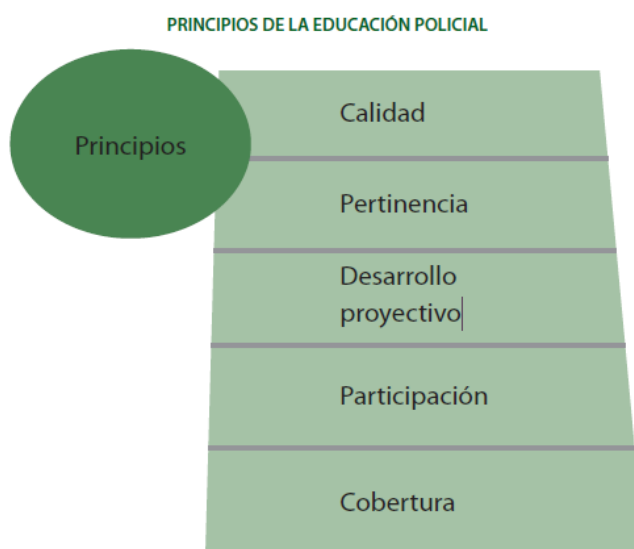 PRINCIPIOS DE LA EDUCACIÓN POLICIAL
Principios
Calidad
Pertinencia
Desarrollo
proyectivo
Participación
Cobertura